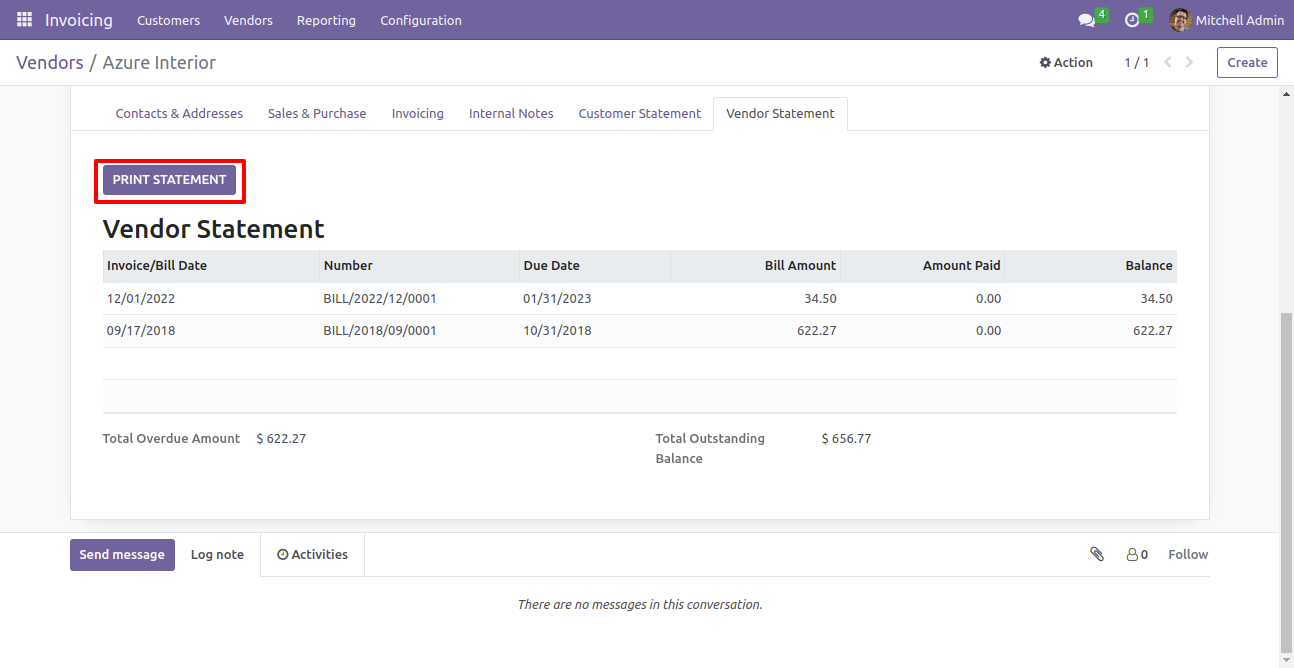 Invoicing Customers Vendors Reporting Configuration 4 1 Mitchell Admin
Vendors / Azure Interior Action 1 / 1 Create
Contacts & Addresses Sales & Purchase Invoicing Internal Notes Customer Statement Vendor Statement
PRINT STATEMENT
Vendor Statement
Invoice/Bill Date Number Due Date Bill Amount Amount Paid Balance
12/01/2022 BILL/2022/12/0001 01/31/2023 34.50 0.00 34.50
09/17/2018 BILL/2018/09/0001 10/31/2018 622.27 0.00 622.27
Total Overdue Amount $ 622.27 Total Outstanding $ 656.77
Balance
Send message Log note Activities 0 Follow
There are no messages in this conversation.